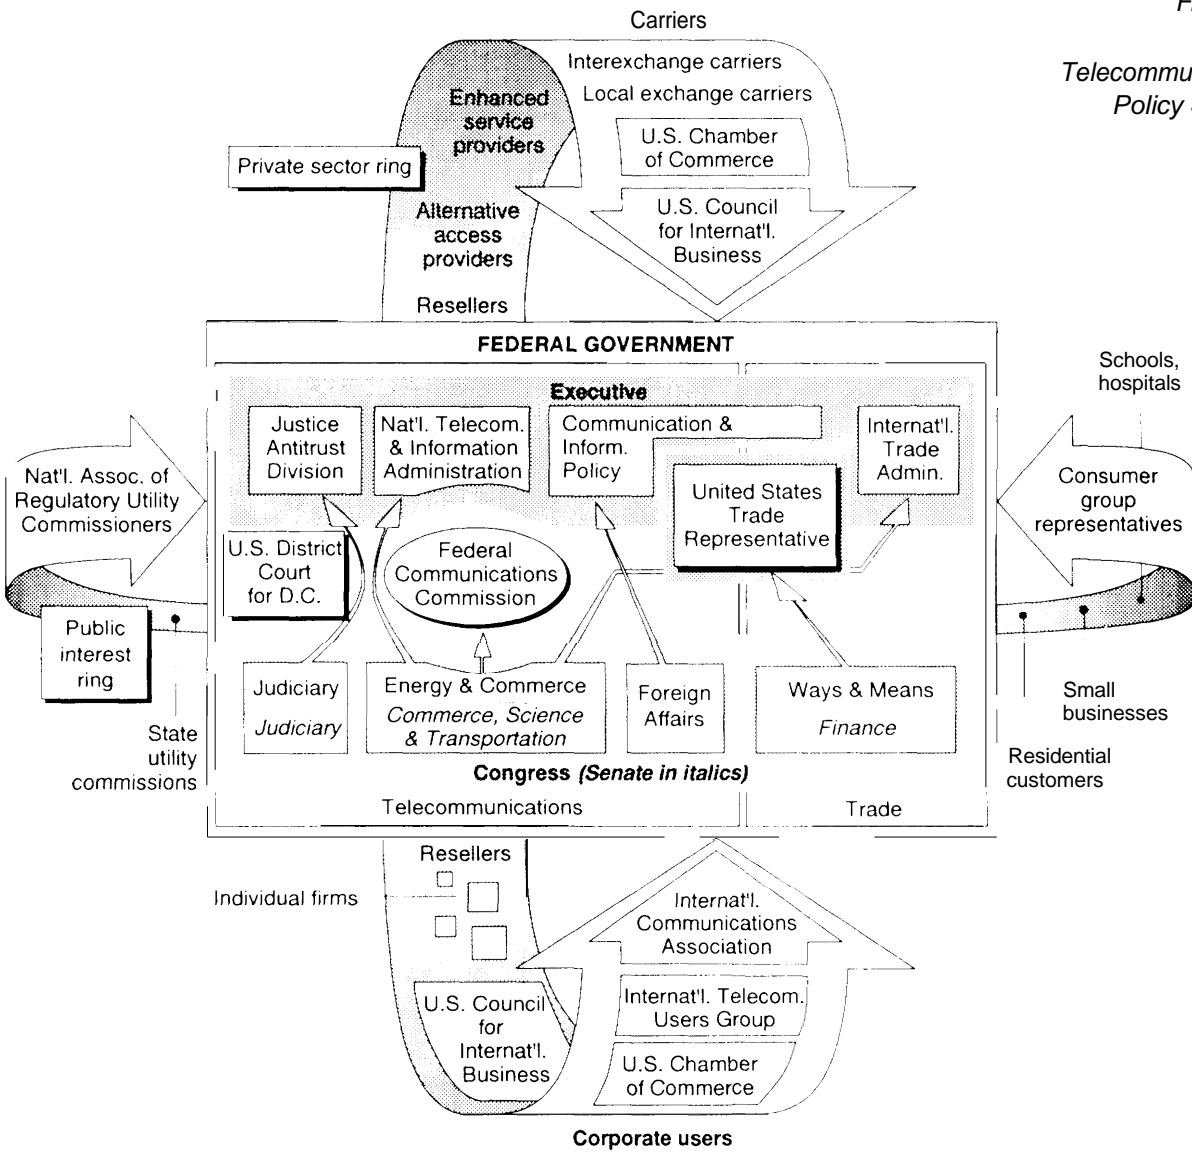 Carriers
Interexchange carriers
Local exchange carriers
U.S. Chamber
of Commerce
U.S. Council
for Internat'l.
Business
Enhanced
service
providers
Private sector ring
Alternative
access
providers
Resellers
Policy
FEDERAL GOVERNMENT
Executive
Justice
Antitrust
Division
Nat'l. Telecom.
& Information
Administration
Communication &
Inform.
Policy
Internat'l.
Trade
Admin.
United States
Trade
Representative
U.S. District
Court
for D.C.
Federal
Communications
Commission
Judiciary
Judiciary
Energy & Commerce
Commerce, Science
& Transportation
Foreign
Affairs
Ways & Means
Finance
Congress (Senate in italics)
Telecommunications
Trade
Nat'l. Assoc. of
Regulatory Utility
Commissioners
Public
interest
ring
State
utility
commissions
Schools,
hospitals
Consumer
group
representatives
Small
businesses
Residential
customers
Resellers
Individual firms
U.S. Council
for
Internat'l.
Business
Internat'l.
Communications
Association
Internat'l. Telecom.
Users Group
U.S. Chamber
of Commerce
Corporate users